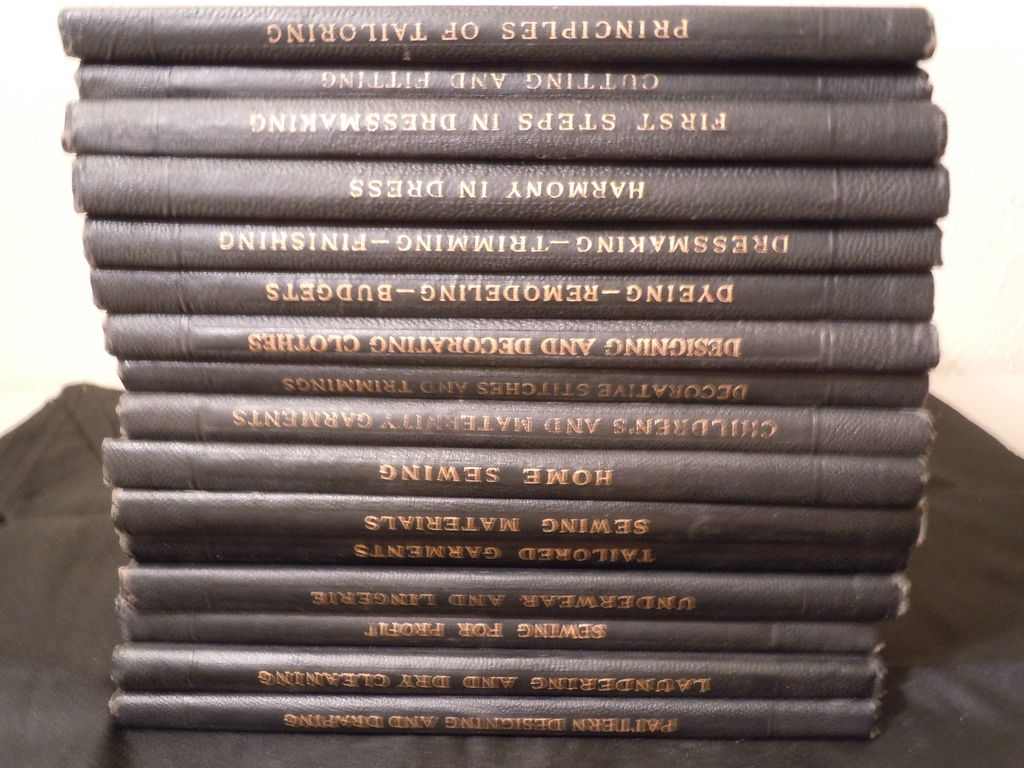 PRINCIPLES OF TAILORING
CUTTING AND FITTING
FIRST STEPS IN DRESSMAKING
HARMONY IN DRESS
DRESSMAKING—TRIMMING—FINISHING
DYEING—REMODELING—BUDGETS
DESIGNING AND DECORATING CLOTHES
DECORATIVE STITCHES AND TRIMMINGS
CHILDREN'S AND MATERNITY GARMENTS
HOME SEWING
SEWING MATERIALS
TAILORED GARMENTS
UNDERWEAR AND LINGERIE
SEWING FOR PROFIT
LAUNDERING AND DRY CLEANING
PATTERN DESIGNING AND DRAPING